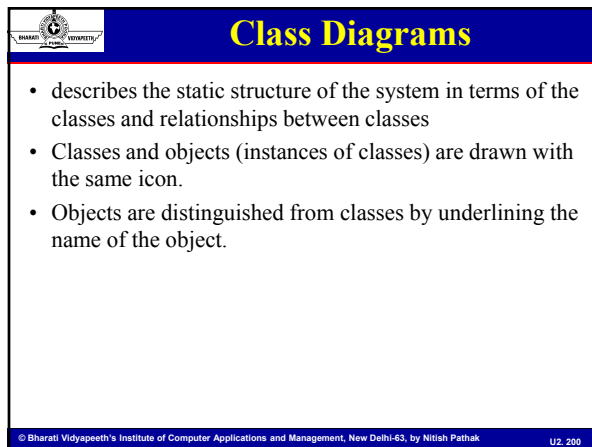 BHARATI VIDYAPEETH
PUNE
Class Diagrams
• describes the static structure of the system in terms of the
classes and relationships between classes
• Classes and objects (instances of classes) are drawn with
the same icon.
• Objects are distinguished from classes by underlining the
name of the object.
© Bharati Vidyapeeth's Institute of Computer Applications and Management, New Delhi-63, by Nitish Pathak
U2. 200